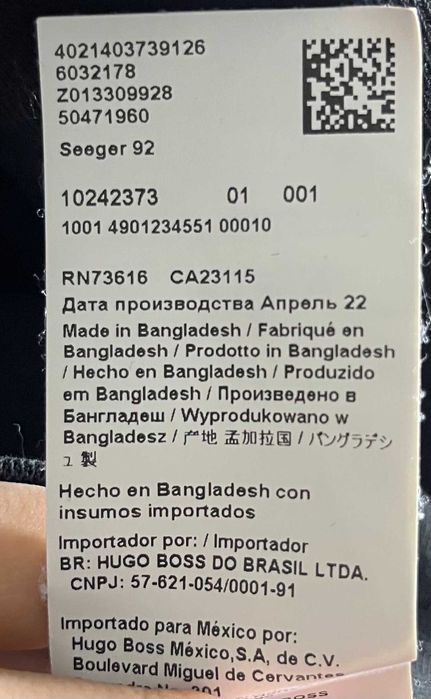 4021403739126
6032178
Z013309928
50471960
Seeger 92
10242373 01 001
1001 4901234551 00010
RN73616 CA23115
Дата производства Апрель 22
Made in Bangladesh / Fabriqué en
Bangladesh / Prodotto in Bangladesh
/ Hecho en Bangladesh / Produzido
em Bangladesh / Произведено в
Бангладеш / Wyprodukowano w
Bangladesz / 产地 孟加拉国 / バングラデシ
ュ 製
Hecho en Bangladesh con
insumos importados
Importador por: / Importador
BR: HUGO BOSS DO BRASIL LTDA.
CNPJ: 57-621-054/0001-91
Importado para México por:
Hugo Boss México,S.A, de C.V.
Boulevard Miguel de Cervantes